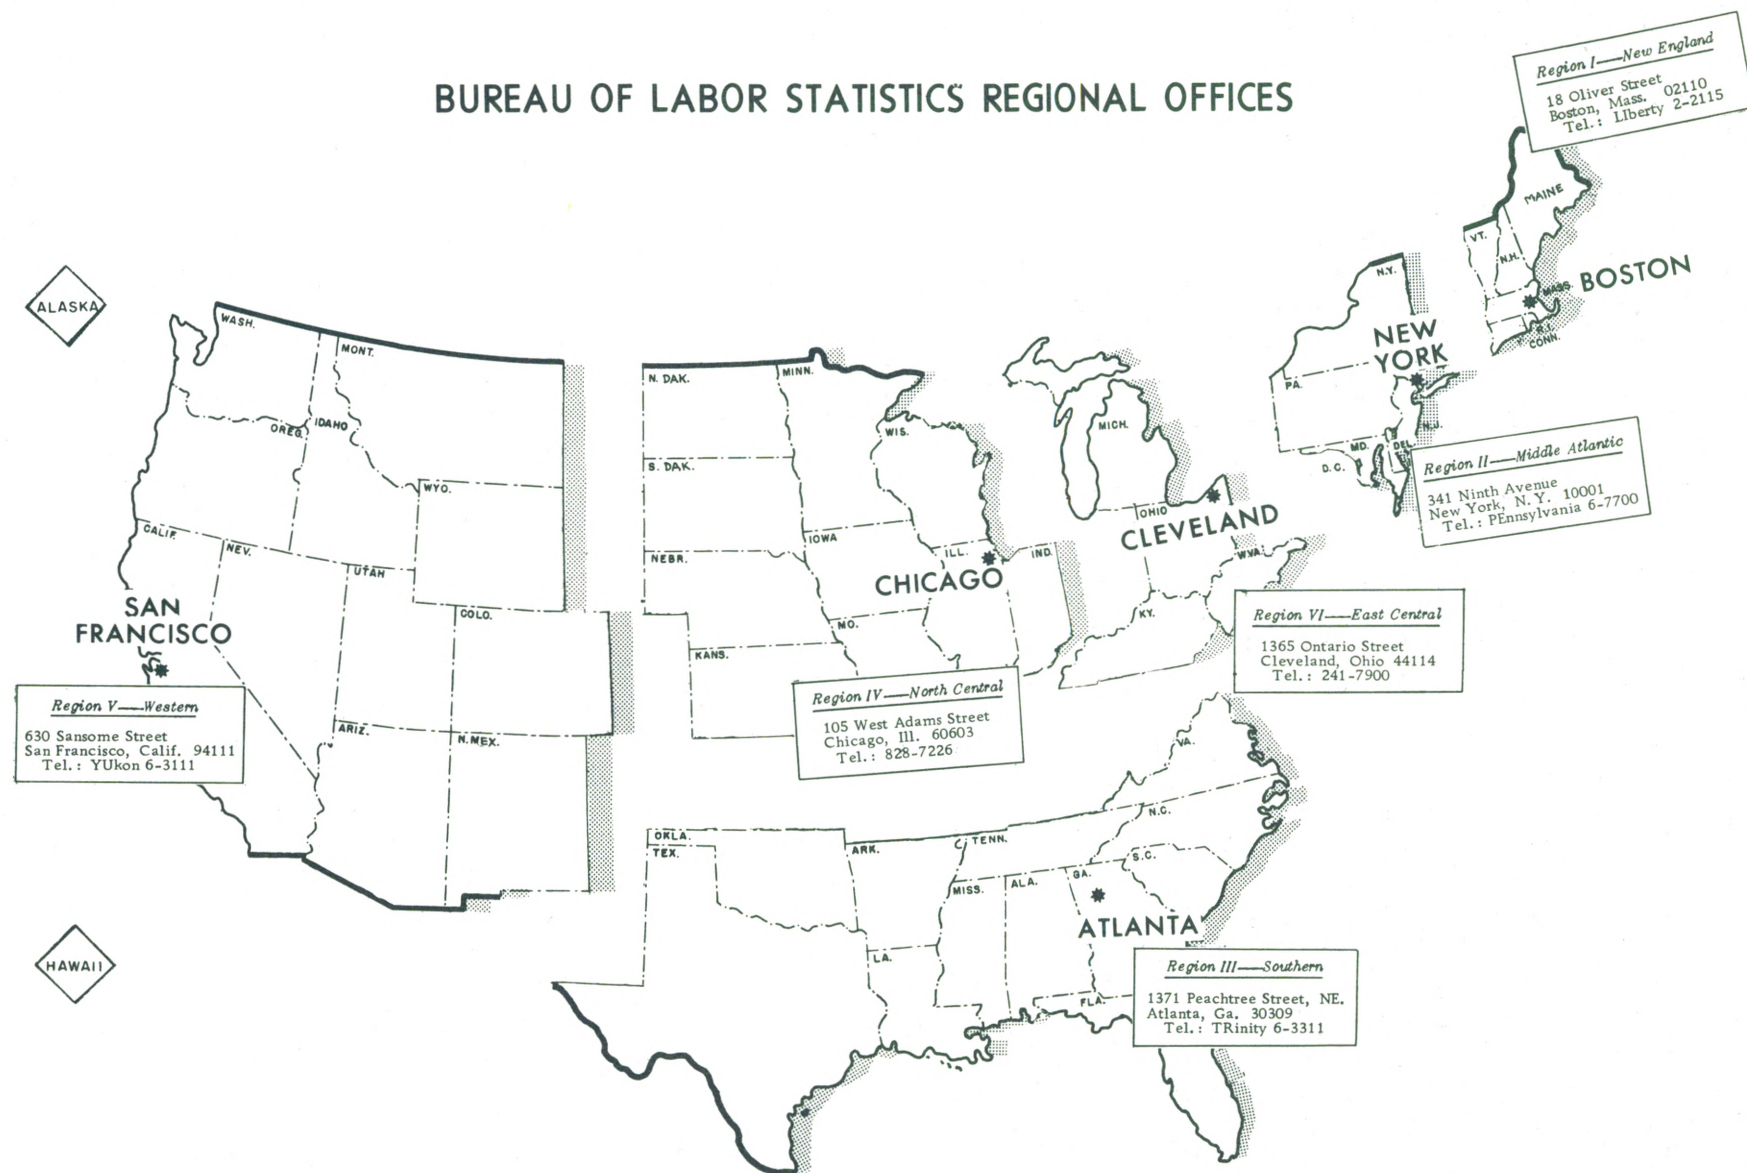 BUREAU OF LABOR STATISTICS REGIONAL OFFICES
Region I—New England
18 Oliver Street
Boston, Mass. 02110
Tel.: LIberty 2-2115
MAINE
VT.
N.H.
MASS.
BOSTON
R.I.
CONN.
N.Y.
NEW
YORK
PA.
N.J.
MD.
DEL.
D.C.
Region II—Middle Atlantic
341 Ninth Avenue
New York, N.Y. 10001
Tel.: PEnnsylvania 6-7700
ALASKA
WASH.
MONT.
OREG.
IDAHO
WYO.
CALIF.
NEV.
UTAH
COLO.
SAN
FRANCISCO
Region V—Western
630 Sansome Street
San Francisco, Calif. 94111
Tel.: YUkon 6-3111
ARIZ.
N.MEX.
HAWAII
N. DAK.
MINN.
S. DAK.
WIS.
NEBR.
IOWA
ILL.
IND.
CHICAGO
MO.
KANS.
Region IV—North Central
105 West Adams Street
Chicago, Ill. 60603
Tel.: 828-7226
MICH.
OHIO
CLEVELAND
W.VA.
KY.
Region VI—East Central
1365 Ontario Street
Cleveland, Ohio 44114
Tel.: 241-7900
VA.
N.C.
OKLA.
TEX.
ARK.
TENN.
S.C.
MISS.
ALA.
GA.
ATLANTA
LA.
FLA.
Region III—Southern
1371 Peachtree Street, NE.
Atlanta, Ga. 30309
Tel.: TRinity 6-3311